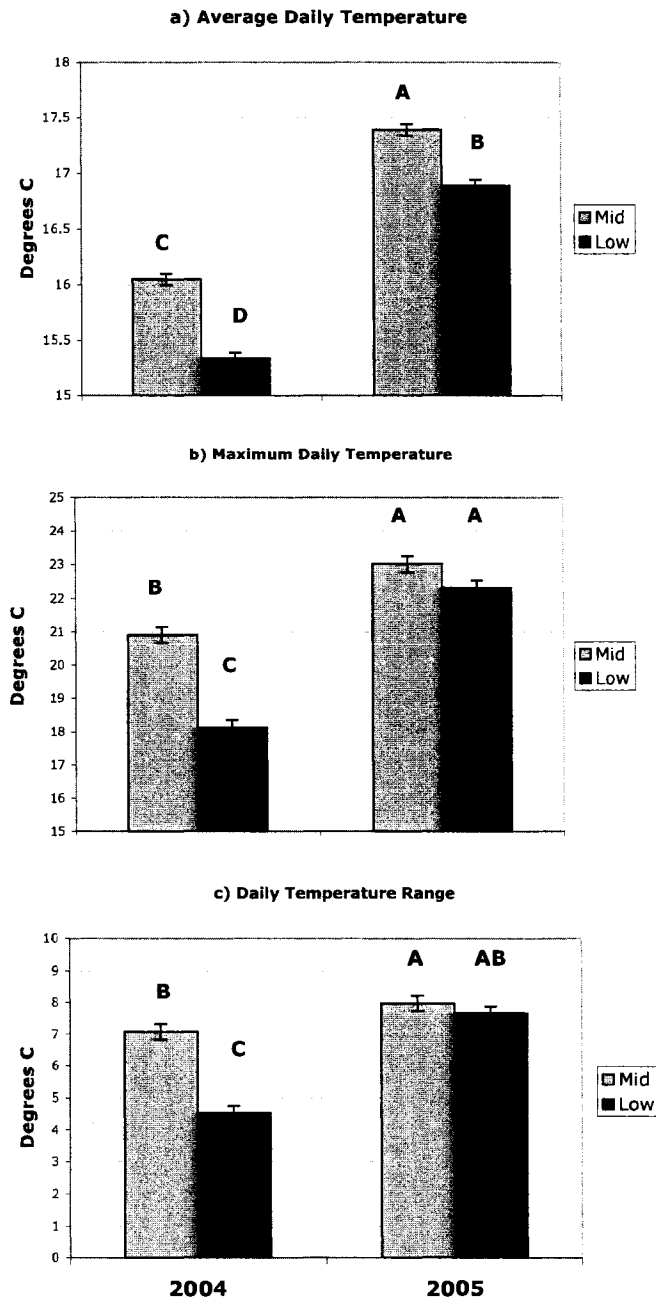 a) Average Daily Temperature
18
17.5
17
16.5
16
15.5
15
Degrees C
C
D
A
B
Mid
Low
b) Maximum Daily Temperature
25
24
23
22
21
20
19
18
17
16
15
Degrees C
B
C
A
A
Mid
Low
c) Daily Temperature Range
10
9
8
7
6
5
4
3
2
1
0
Degrees C
B
C
A
AB
Mid
Low
2004
2005